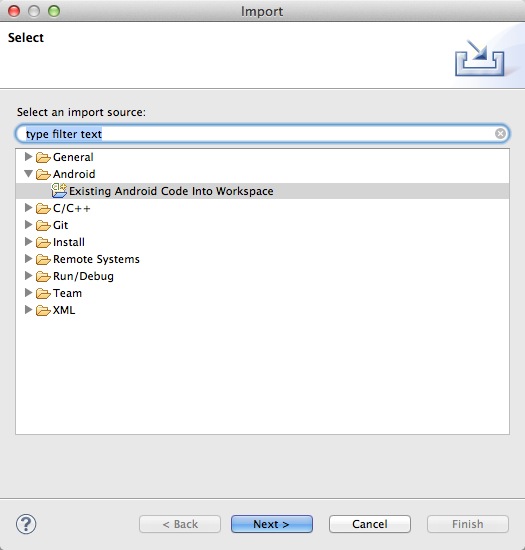 Import
Select
Select an import source:
type filter text
General
Android
Existing Android Code Into Workspace
C/C++
Git
Install
Remote Systems
Run/Debug
Team
XML
?
< Back
Next >
Cancel
Finish